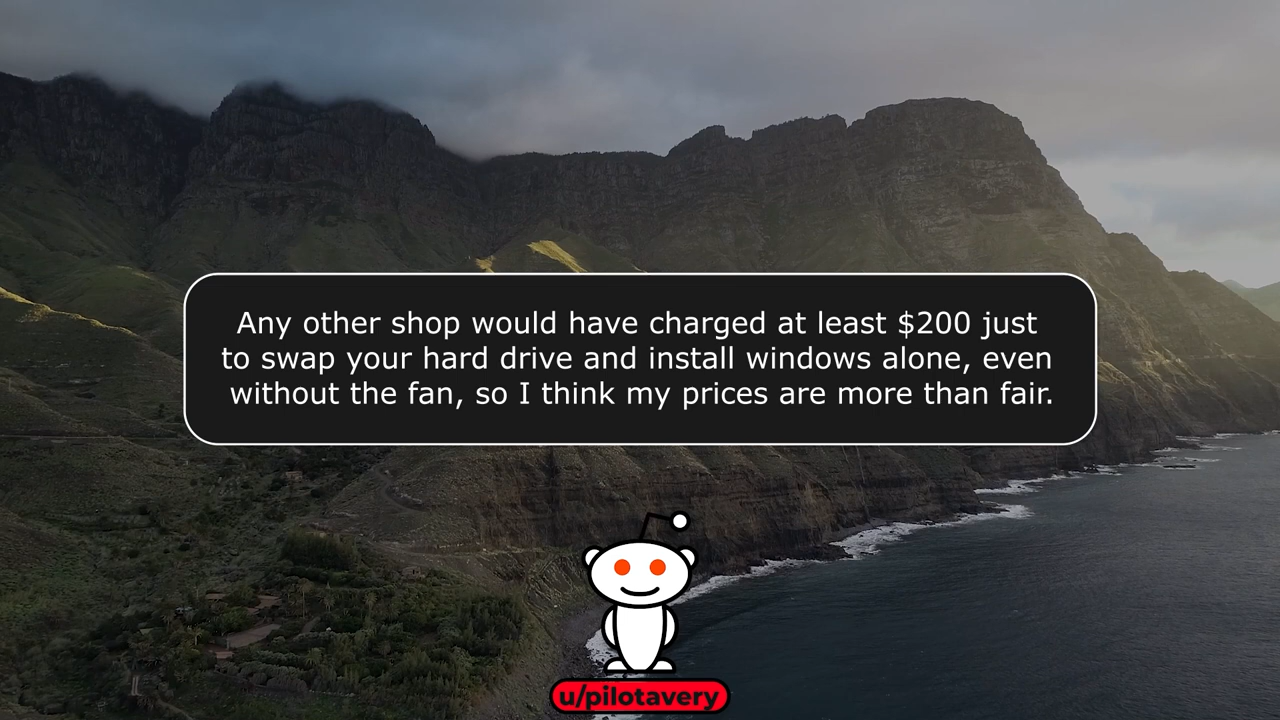 Any other shop would have charged at least $200 just
to swap your hard drive and install windows alone, even
without the fan, so I think my prices are more than fair.
u/pilotavery